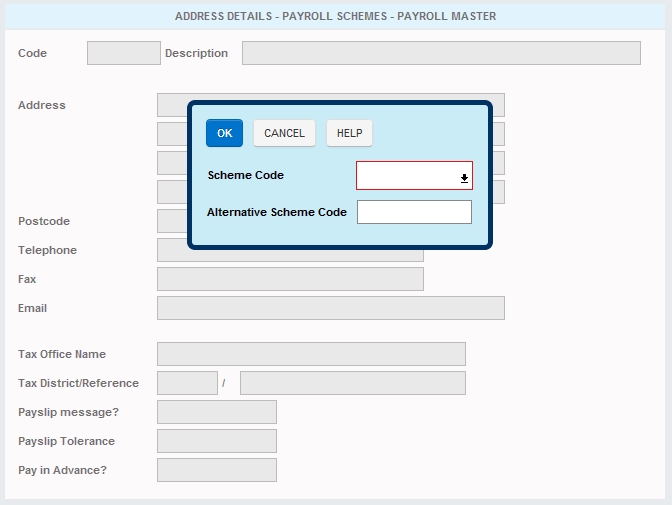 ADDRESS DETAILS - PAYROLL SCHEMES - PAYROLL MASTER
Code Description
Address
OK CANCEL HELP
Scheme Code
Alternative Scheme Code
Postcode
Telephone
Fax
Email
Tax Office Name
Tax District/Reference /
Payslip message?
Payslip Tolerance
Pay in Advance?